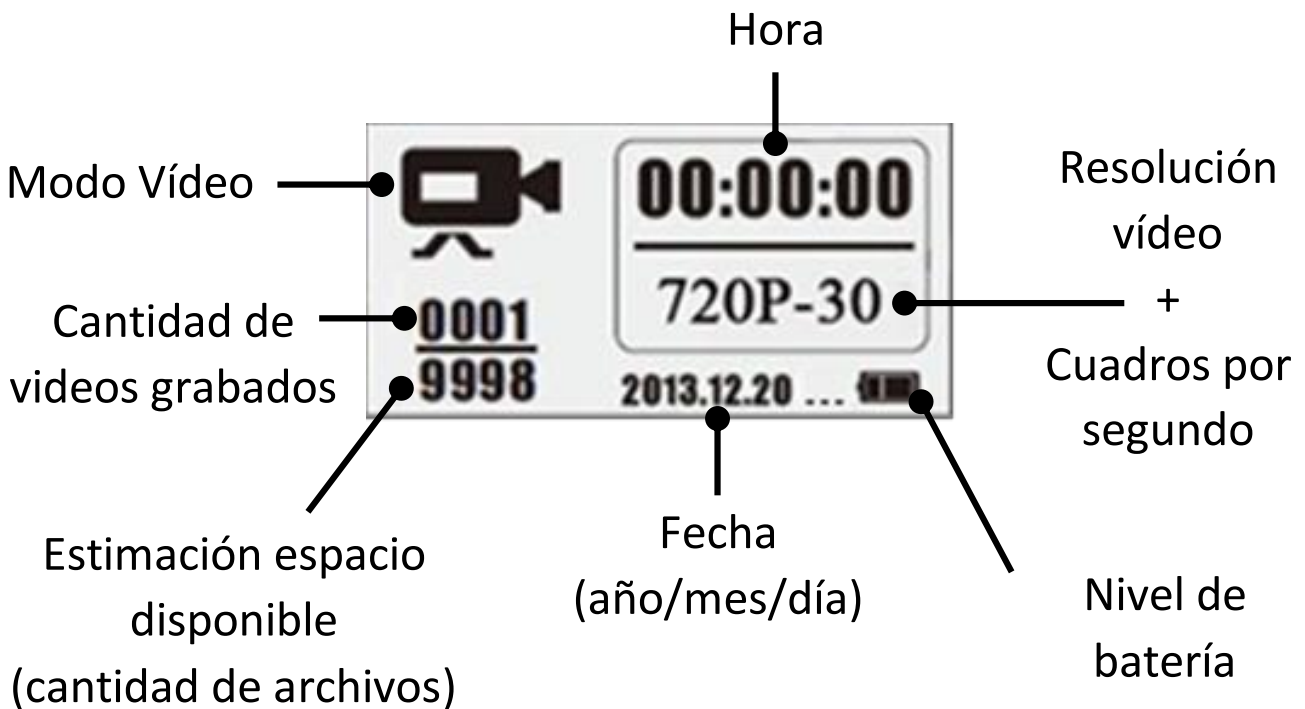 Hora
Modo Vídeo
00:00:00
Resolución
vídeo
+
Cuadros por
segundo
720P-30
Cantidad de
videos grabados
0001
9998
2013.12.20 ...
Estimación espacio
disponible
(cantidad de archivos)
Fecha
(año/mes/día)
Nivel de
batería